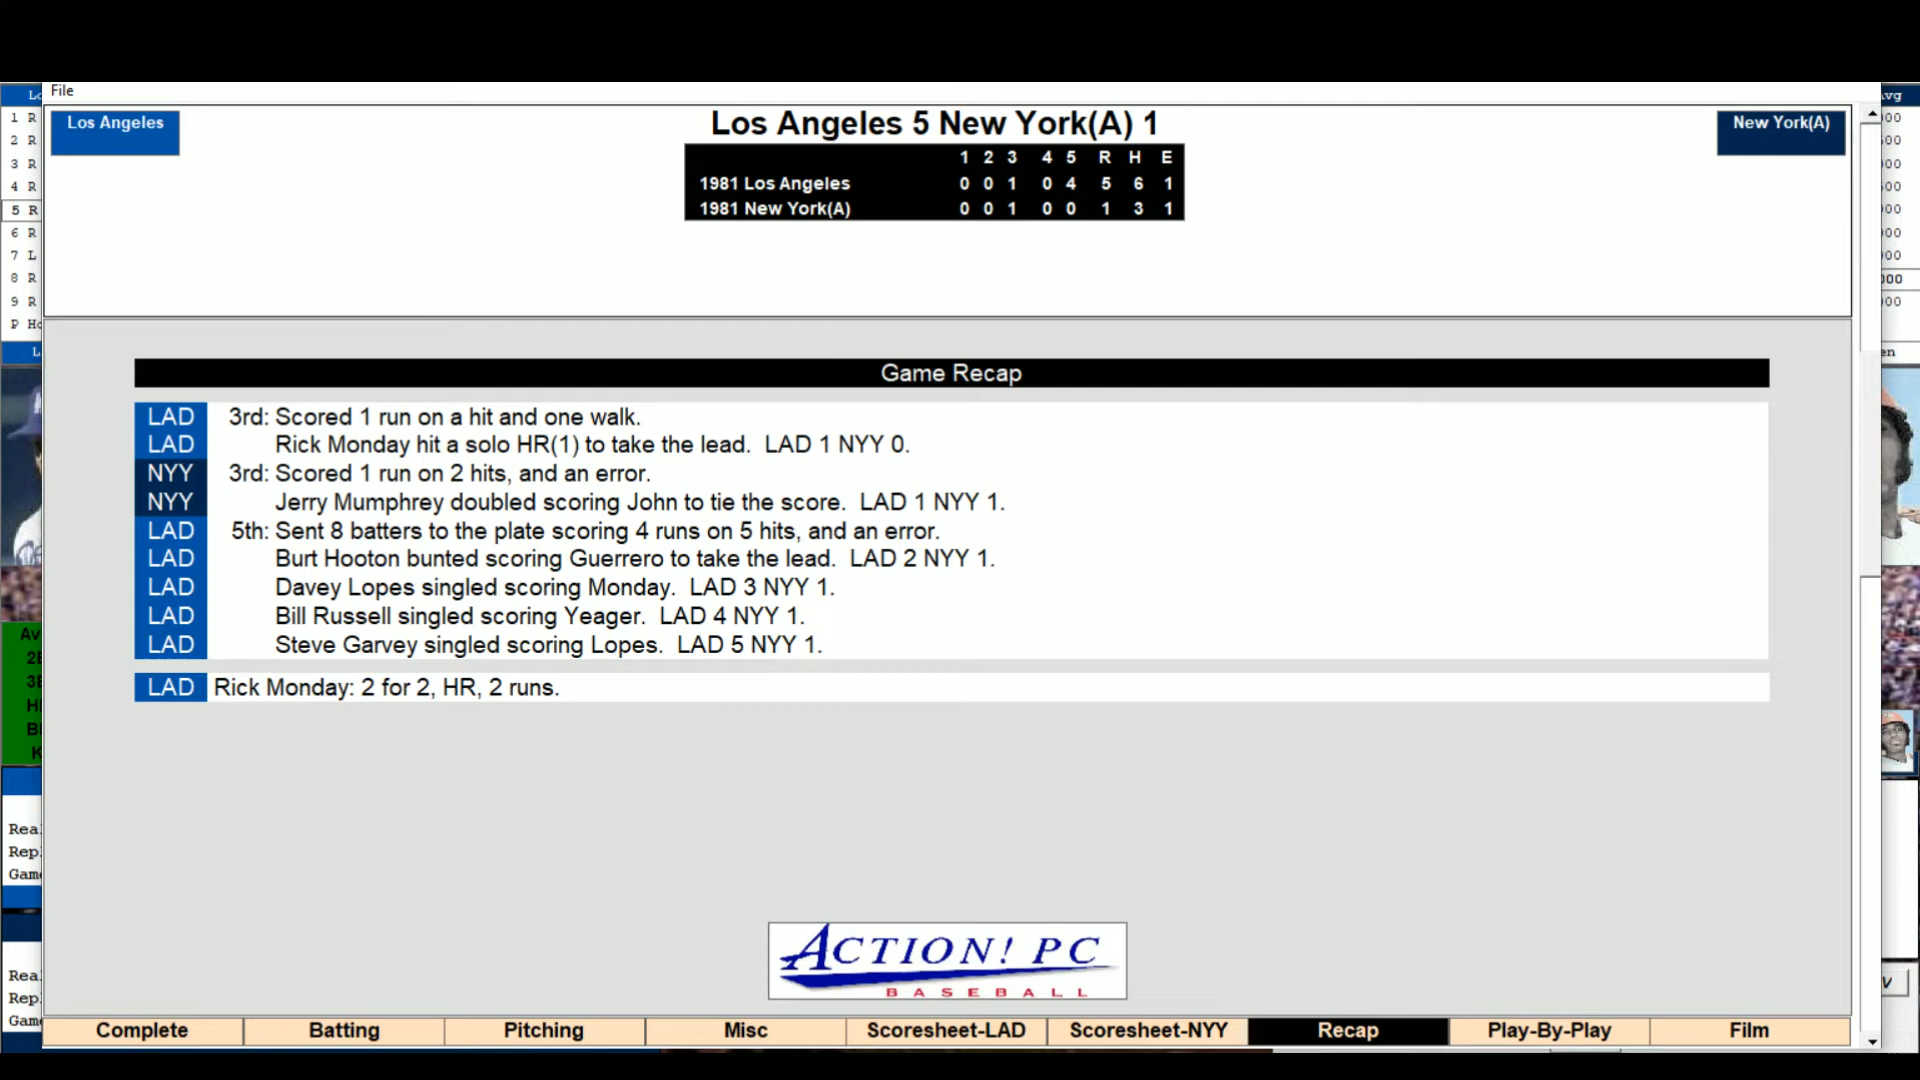 File
Los Angeles
Los Angeles 5 New York(A) 1
New York(A)
1 2 3 4 5 R H E
1981 Los Angeles 0 0 1 0 4 5 6 1
1981 New York(A) 0 0 1 0 0 1 3 1
1 R
2 R
3 R
4 R
5 R
6 R
7 L
8 R
9 R
P
Game Recap
LAD 3rd: Scored 1 run on a hit and one walk.
LAD Rick Monday hit a solo HR(1) to take the lead. LAD 1 NYY 0.
NYY 3rd: Scored 1 run on 2 hits, and an error.
NYY Jerry Mumphrey doubled scoring John to tie the score. LAD 1 NYY 1.
LAD 5th: Sent 8 batters to the plate scoring 4 runs on 5 hits, and an error.
LAD Burt Hooton bunted scoring Guerrero to take the lead. LAD 2 NYY 1.
LAD Davey Lopes singled scoring Monday. LAD 3 NYY 1.
LAD Bill Russell singled scoring Yeager. LAD 4 NYY 1.
LAD Steve Garvey singled scoring Lopes. LAD 5 NYY 1.
LAD Rick Monday: 2 for 2, HR, 2 runs.
ACTION! PC
BASEBALL
Complete Batting Pitching Misc Scoresheet-LAD Scoresheet-NYY Recap Play-By-Play Film